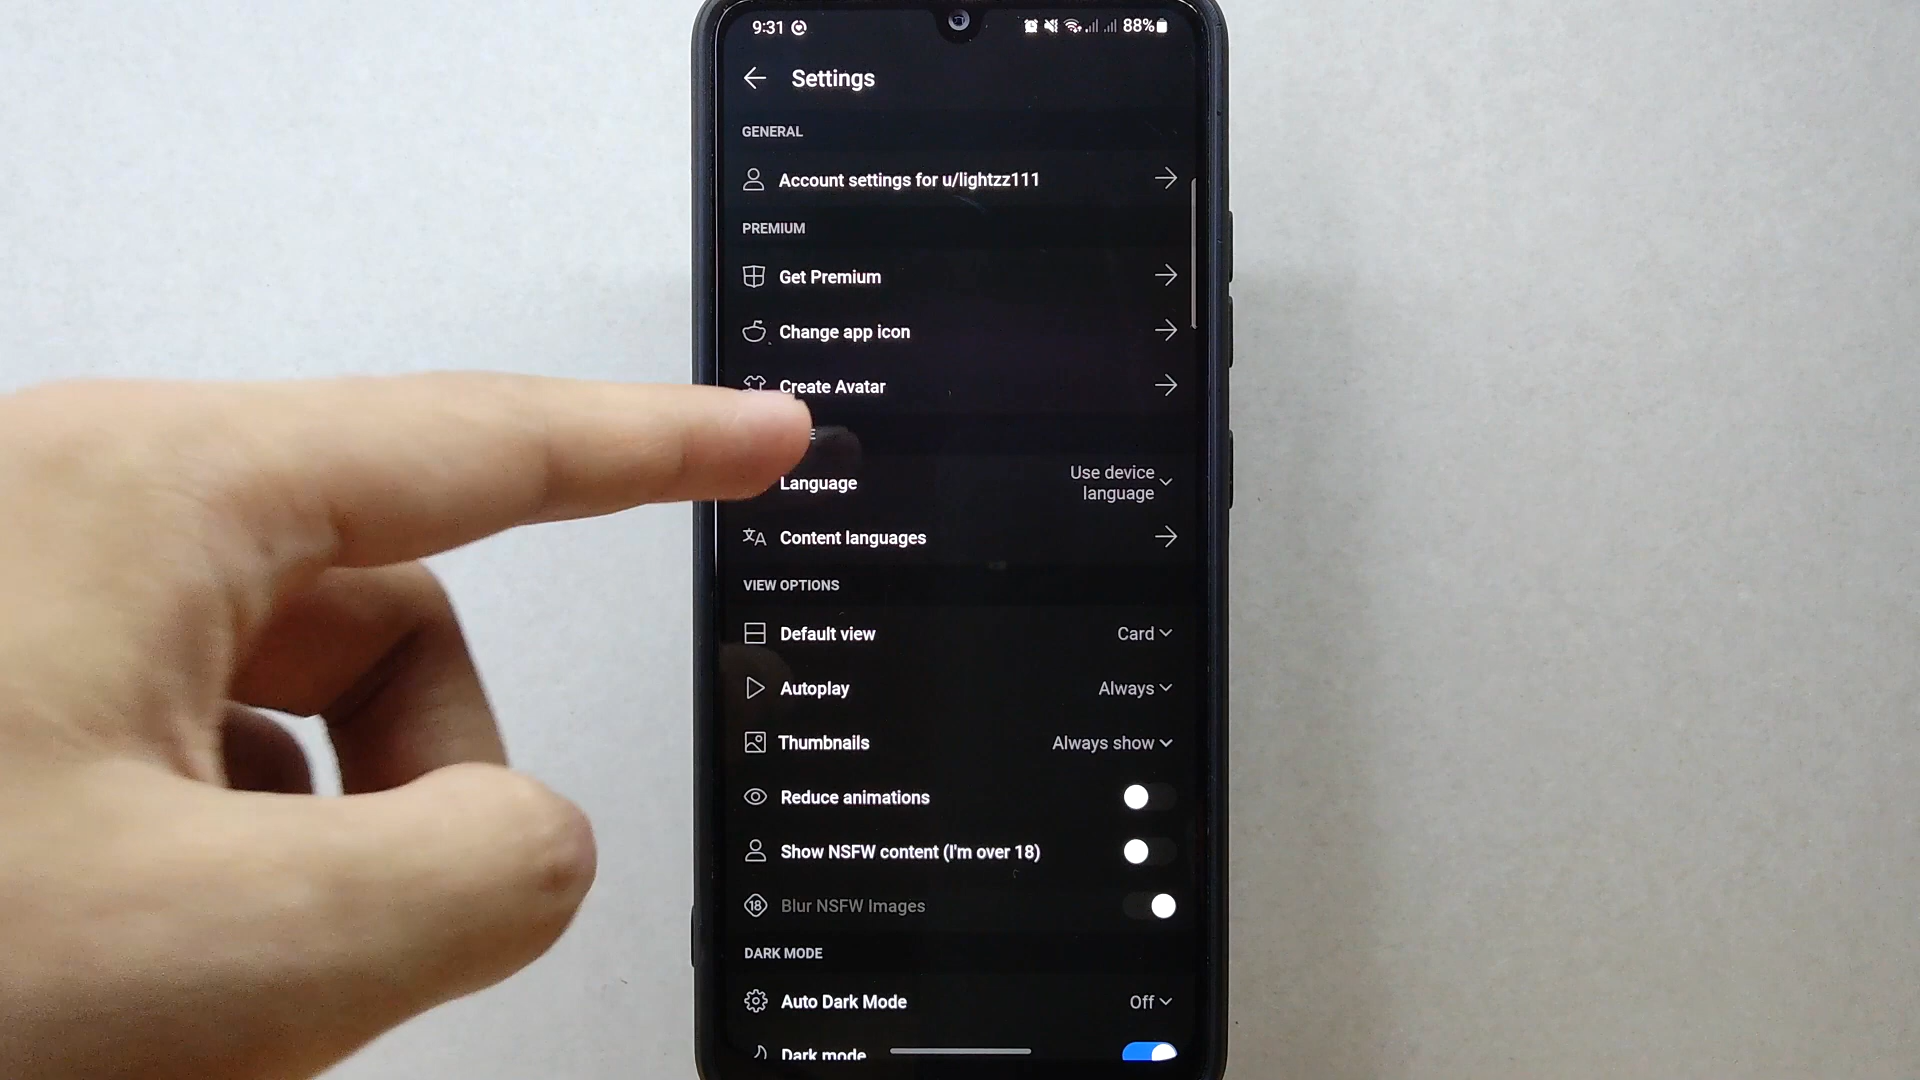 9:31
88%
Settings
GENERAL
Account settings for u/lightzz111
PREMIUM
Get Premium
Change app icon
Create Avatar
Language
Use device
language
Content languages
VIEW OPTIONS
Default view
Card
Autoplay
Always
Thumbnails
Always show
Reduce animations
Show NSFW content (I'm over 18)
18
Blur NSFW Images
DARK MODE
Auto Dark Mode
Off
Dark mode